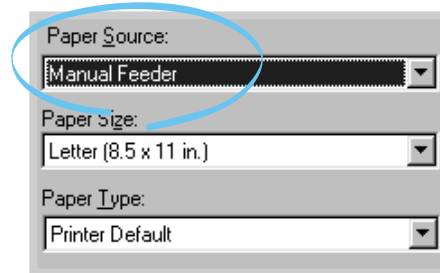 Paper Source:
Manual Feeder
Paper Size:
Letter (8.5 x 11 in.)
Paper Type:
Printer Default